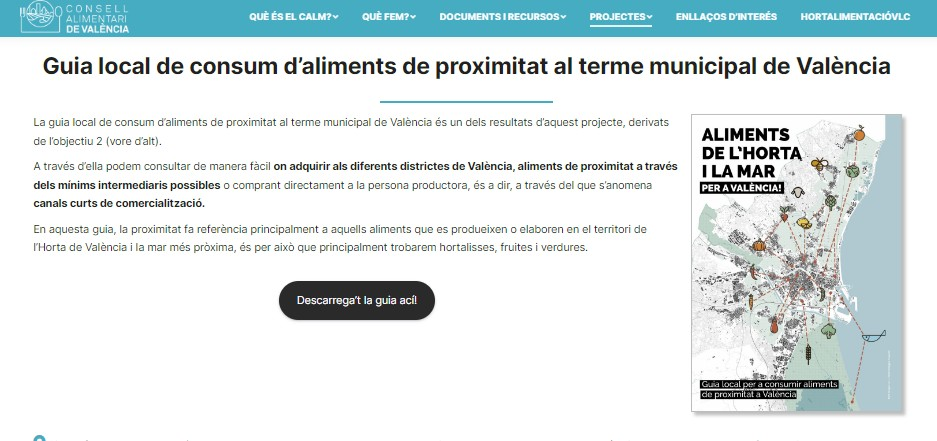 CONSELL
ALIMENTARI
DE VALÈNCIA
QUÈ ÉS EL CALM?
QUÈ FEM?
DOCUMENTS I RECURSOS
PROJECTES
ENLLAÇOS D'INTERÉS
HORTALIMENTACIÓVLC
Guia local de consum d'aliments de proximitat al terme municipal de València
La guia local de consum d'aliments de proximitat al terme municipal de València és un dels resultats d'aquest projecte, derivats
de l'objectiu 2 (vore d'alt).
A través d'ella podem consultar de manera fàcil on adquirir als diferents districtes de València, aliments de proximitat a través
dels mínims intermediaris possibles o comprant directament a la persona productora, és a dir, a través del que s'anomena
canals curts de comercialització.
En aquesta guia, la proximitat fa referència principalment a aquells aliments que es produeixen o elaboren en el territori de
l'Horta de València i la mar més pròxima, és per això que principalment trobarem hortalisses, fruites i verdures.
Descarrega't la guia ací!
ALIMENTS
DE L'HORTA
I LA MAR
PER A VALÈNCIA!
Guia local per a consumir aliments
de proximitat a València